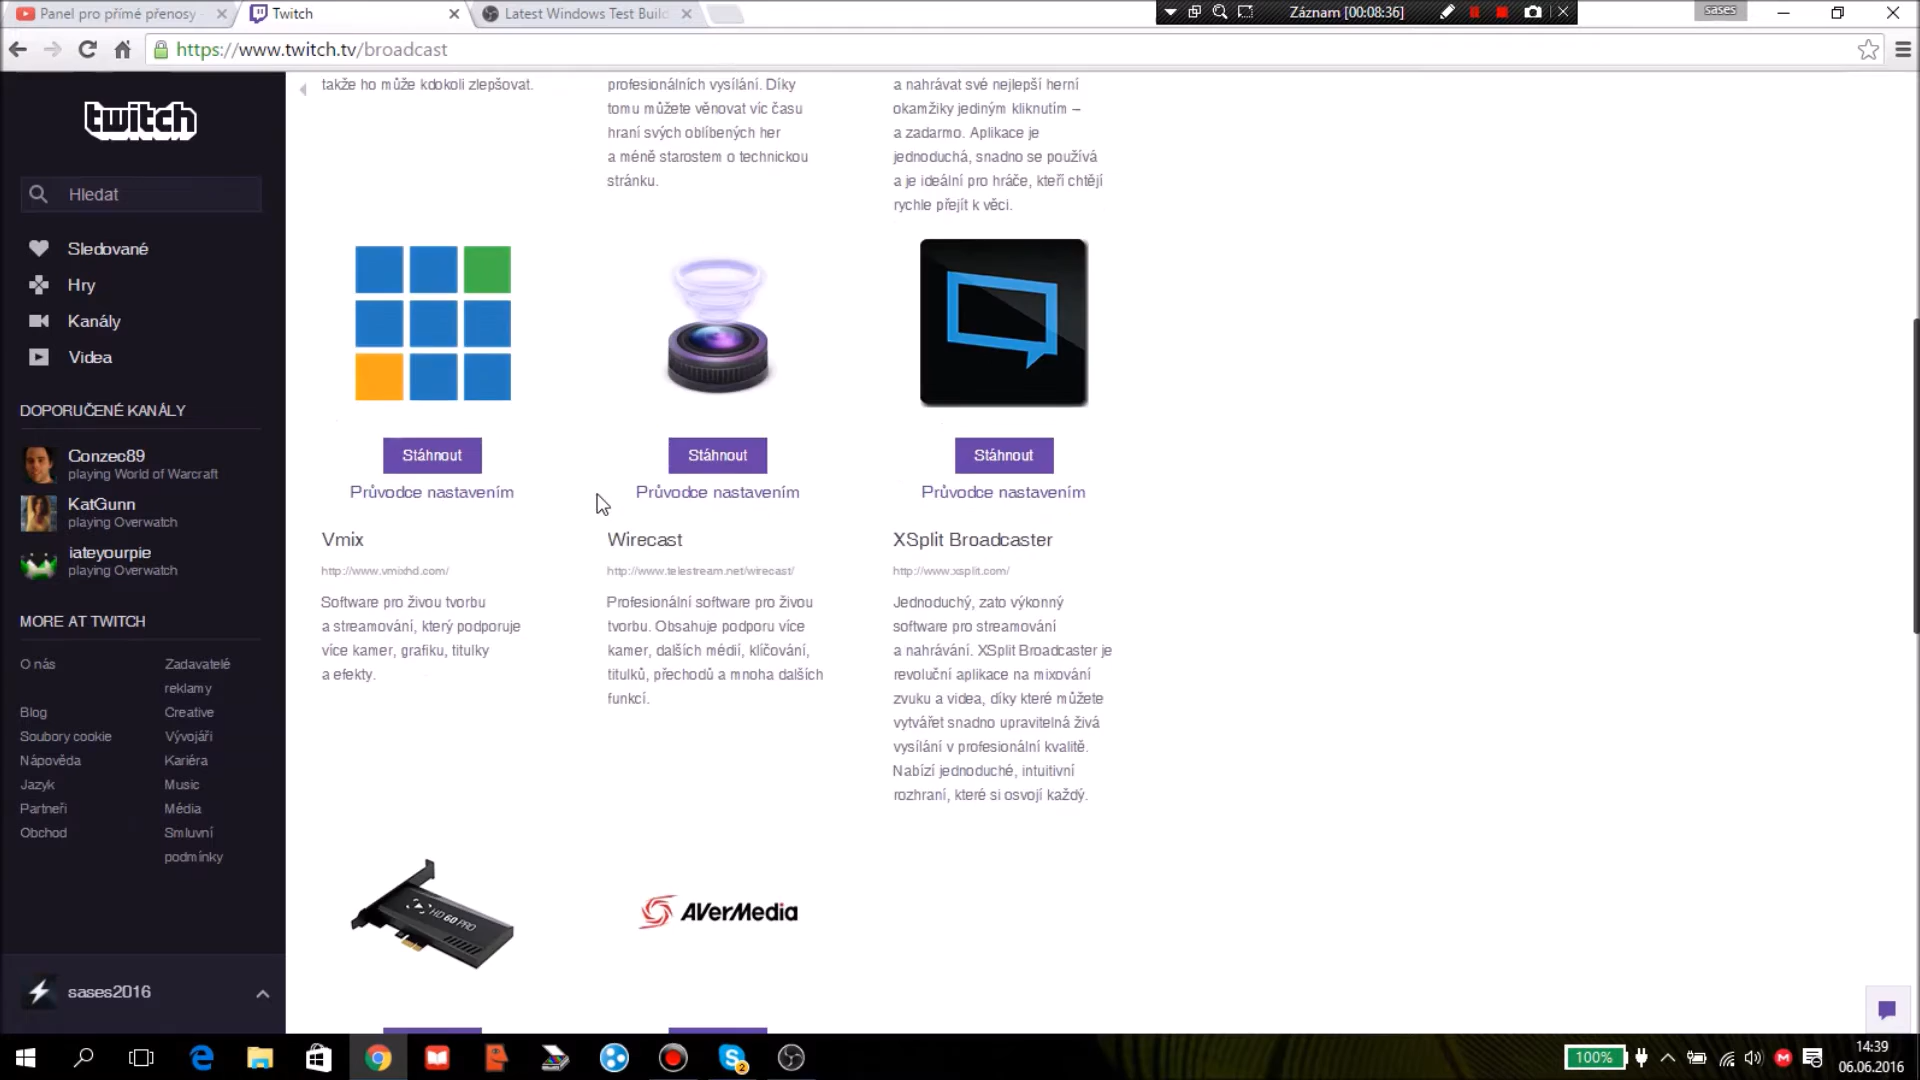 Panel pro přímé přenosy
Twitch
Latest Windows Test Build
Záznam [00:08:36]
sases
https://www.twitch.tv/broadcast
twitch
Hledat
Sledované
Hry
Kanály
Videa
DOPORUČENÉ KANÁLY
Conzec89
playing World of Warcraft
KatGunn
playing Overwatch
iateyourpie
playing Overwatch
MORE AT TWITCH
O nás
Zadavatelé
reklamy
Blog
Creative
Soubory cookie
Vývojáři
Nápověda
Kariéra
Jazyk
Music
Partneři
Média
Obchod
Smluvní
podmínky
sases2016
takže ho může kdokoli zlepšovat.
profesionálních vysílání. Díky
tomu můžete věnovat víc času
hraní svých oblíbených her
a méně starostem o technickou
stránku.
a nahrávat své nejlepší herní
okamžiky jediným kliknutím –
a zadarmo. Aplikace je
jednoduchá, snadno se používá
a je ideální pro hráče, kteří chtějí
rychle přejít k věci.
Stáhnout
Průvodce nastavením
Vmix
http://www.vmixhd.com/
Software pro živou tvorbu
a streamování, který podporuje
více kamer, grafiku, titulky
a efekty.
Stáhnout
Průvodce nastavením
Wirecast
http://www.telestream.net/wirecast/
Profesionální software pro živou
tvorbu. Obsahuje podporu více
kamer, dalších médií, klíčování,
titulků, přechodů a mnoha dalších
funkcí.
Stáhnout
Průvodce nastavením
XSplit Broadcaster
http://www.xsplit.com/
Jednoduchý, zato výkonný
software pro streamování
a nahrávání. XSplit Broadcaster je
revoluční aplikace na mixování
zvuku a videa, díky které můžete
vytvářet snadno upravitelná živá
vysílání v profesionální kvalitě.
Nabízí jednoduché, intuitivní
rozhraní, které si osvojí každý.
HD60 PRO
AVerMedia
2
100%
14:39
06.06.2016